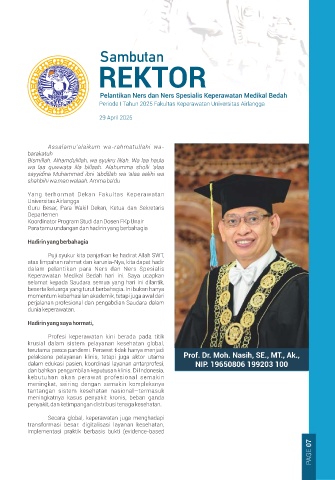 Sambutan
REKTOR
Pelantikan Ners dan Ners Spesialis Keperawatan Medikal Bedah
Periode I Tahun 2025 Fakultas Keperawatan Universitas Airlangga
29 April 2025
Assalamu'alaikum wa-rahmatullahi wa-
barakatuh
Bismillah, Alhamdulillah, wa syukru lillah. Wa laa haula
wa laa quwwata illa billaah. Allahumma sholli 'alaa
sayyidina Muhammad ibni 'abdillah wa 'alaa aalihi wa
shahbihi wa man walaah. Amma ba'du
Yang terhormat Dekan Fakultas Keperawatan
Universitas Airlangga
Guru Besar, Para Wakil Dekan, Ketua dan Sekretaris
Departemen
Koordinator Program Studi dan Dosen FKp Unair
Para tamu undangan dan hadirin yang berbahagia
Hadirin yang berbahagia
Puji syukur kita panjatkan ke hadirat Allah SWT,
atas limpahan rahmat dan karunia-Nya, kita dapat hadir
dalam pelantikan para Ners dan Ners Spesialis
Keperawatan Medikal Bedah hari ini. Saya ucapkan
selamat kepada Saudara semua yang hari ini dilantik,
beserta keluarga yang turut berbahagia. Ini bukan hanya
momentum keberhasilan akademik, tetapi juga awal dari
perjalanan profesional dan pengabdian Saudara dalam
dunia keperawatan.
Hadirin yang saya hormati,
Profesi keperawatan kini berada pada titik
krusial dalam sistem pelayanan kesehatan global,
terutama pasca pandemi. Perawat tidak hanya menjadi
pelaksana pelayanan klinis, tetapi juga aktor utama
dalam edukasi pasien, koordinasi layanan antarprofesi,
dan bahkan pengambilan keputusan klinis. Di Indonesia,
kebutuhan akan perawat profesional semakin
meningkat, seiring dengan semakin kompleksnya
tantangan sistem kesehatan nasional—termasuk
meningkatnya kasus penyakit kronis, beban ganda
penyakit, dan ketimpangan distribusi tenaga kesehatan.
Secara global, keperawatan juga menghadapi
transformasi besar: digitalisasi layanan kesehatan,
implementasi praktik berbasis bukti (evidence-based
Prof. Dr. Moh. Nasih, SE., MT., Ak.,
NIP. 19650806 199203 100
PAGE 07